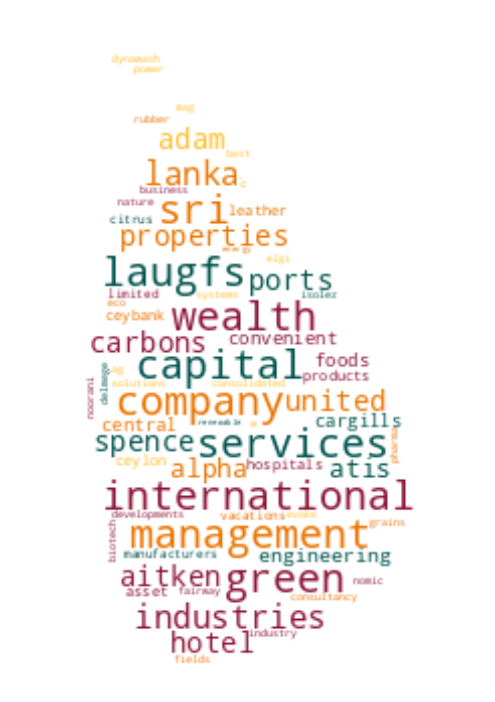 dynawash
power
mag
rubber
adam
best
lanka
business
nature
sri leather
citrus
properties
elgi
laugfs ports
limited systems isolez
eco
ceybank wealth
carbons convenient
capital foods
delmege ag products
noorani solutions consolidated
company united
central renewable cargills
spence services pharma
ceylon alpha hospitals atis
international
developments vacations evoke
management grains
biotech manufacturers engineering
aitken green nomic
asset fairway consultancy
industries
hotel industry
fields